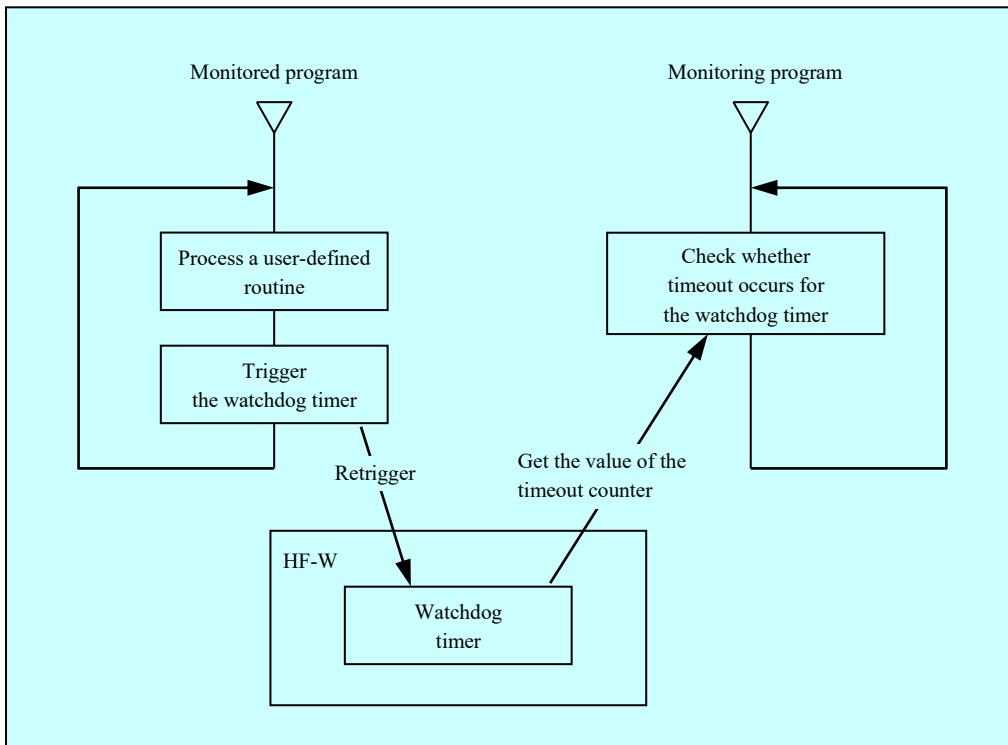 Monitored program
Monitoring program
Process a user-defined
routine
Check whether
timeout occurs for
the watchdog timer
Trigger
the watchdog timer
Retrigger
Get the value of the
timeout counter
HF-W
Watchdog
timer